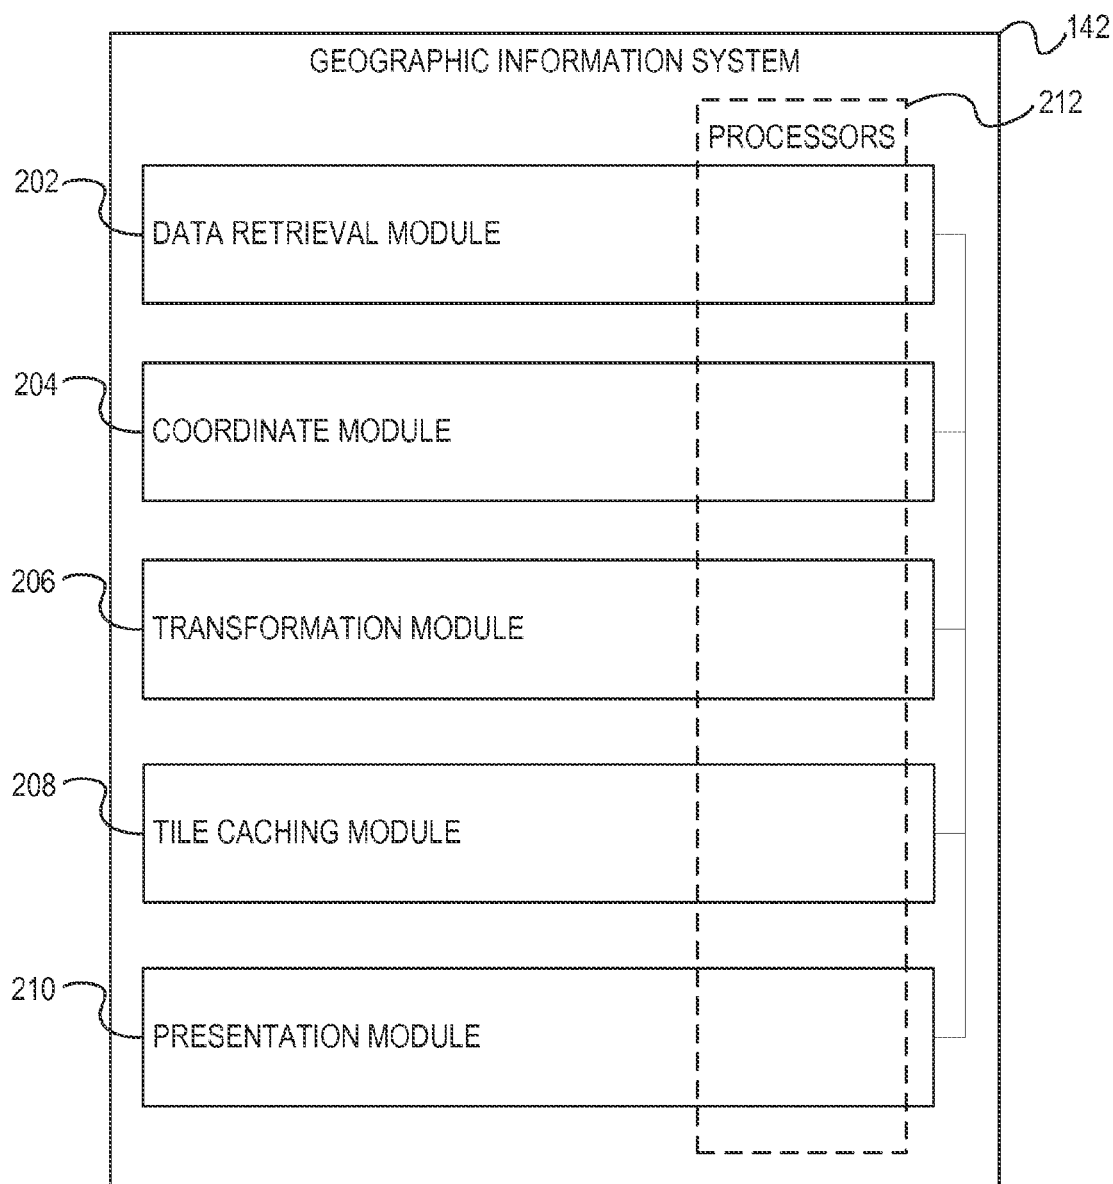 142
GEOGRAPHIC INFORMATION SYSTEM
212
PROCESSORS
202
DATA RETRIEVAL MODULE
204
COORDINATE MODULE
206
TRANSFORMATION MODULE
208
TILE CACHING MODULE
210
PRESENTATION MODULE